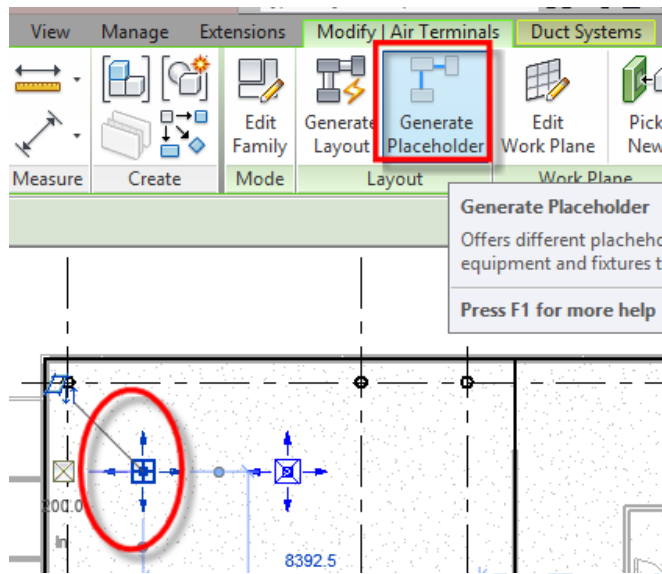 View Manage Extensions Modify | Air Terminals Duct Systems
Edit Generate Generate Edit Pick
Family Layout Placeholder Work Plane New
Measure Create Mode Layout Work Plane
Generate Placeholder
Offers different placheho
equipment and fixtures t
Press F1 for more help
200.0
In
8392.5